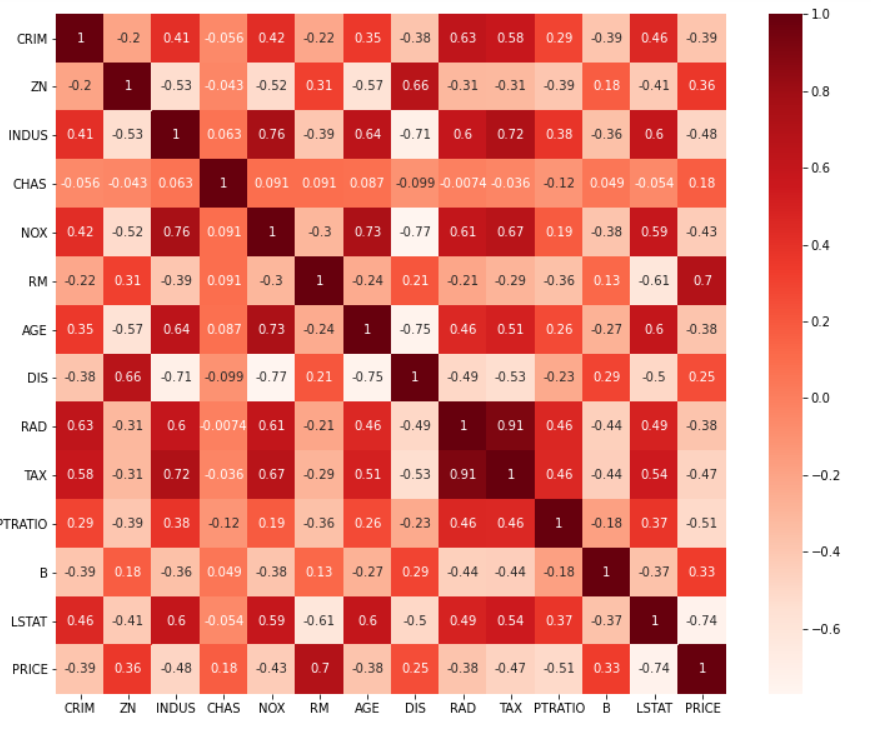 CRIM 1 -0.2 0.41 -0.056 0.42 -0.22 0.35 -0.38 0.63 0.58 0.29 -0.39 0.46 -0.39
ZN -0.2 1 -0.53 -0.043 -0.52 0.31 -0.57 0.66 -0.31 -0.31 -0.39 0.18 -0.41 0.36
INDUS 0.41 -0.53 1 0.063 0.76 -0.39 0.64 -0.71 0.6 0.72 0.38 -0.36 0.6 -0.48
CHAS -0.056 -0.043 0.063 1 0.091 0.091 0.087 -0.099 -0.0074 -0.036 -0.12 0.049 -0.054 0.18
NOX 0.42 -0.52 0.76 0.091 1 -0.3 0.73 -0.77 0.61 0.67 0.19 -0.38 0.59 -0.43
RM -0.22 0.31 -0.39 0.091 -0.3 1 -0.24 0.21 -0.21 -0.29 -0.36 0.13 -0.61 0.7
AGE 0.35 -0.57 0.64 0.087 0.73 -0.24 1 -0.75 0.46 0.51 0.26 -0.27 0.6 -0.38
DIS -0.38 0.66 -0.71 -0.099 -0.77 0.21 -0.75 1 -0.49 -0.53 -0.23 0.29 -0.5 0.25
RAD 0.63 -0.31 0.6 -0.0074 0.61 -0.21 0.46 -0.49 1 0.91 0.46 -0.44 0.49 -0.38
TAX 0.58 -0.31 0.72 -0.036 0.67 -0.29 0.51 -0.53 0.91 1 0.46 -0.44 0.54 -0.47
PTRATIO 0.29 -0.39 0.38 -0.12 0.19 -0.36 0.26 -0.23 0.46 0.46 1 -0.18 0.37 -0.51
B -0.39 0.18 -0.36 0.049 -0.38 0.13 -0.27 0.29 -0.44 -0.44 -0.18 1 -0.37 0.33
LSTAT 0.46 -0.41 0.6 -0.054 0.59 -0.61 0.6 -0.5 0.49 0.54 0.37 -0.37 1 -0.74
PRICE -0.39 0.36 -0.48 0.18 -0.43 0.7 -0.38 0.25 -0.38 -0.47 -0.51 0.33 -0.74 1
CRIM ZN INDUS CHAS NOX RM AGE DIS RAD TAX PTRATIO B LSTAT PRICE
1.0
0.8
0.6
0.4
0.2
0.0
−0.2
−0.4
−0.6